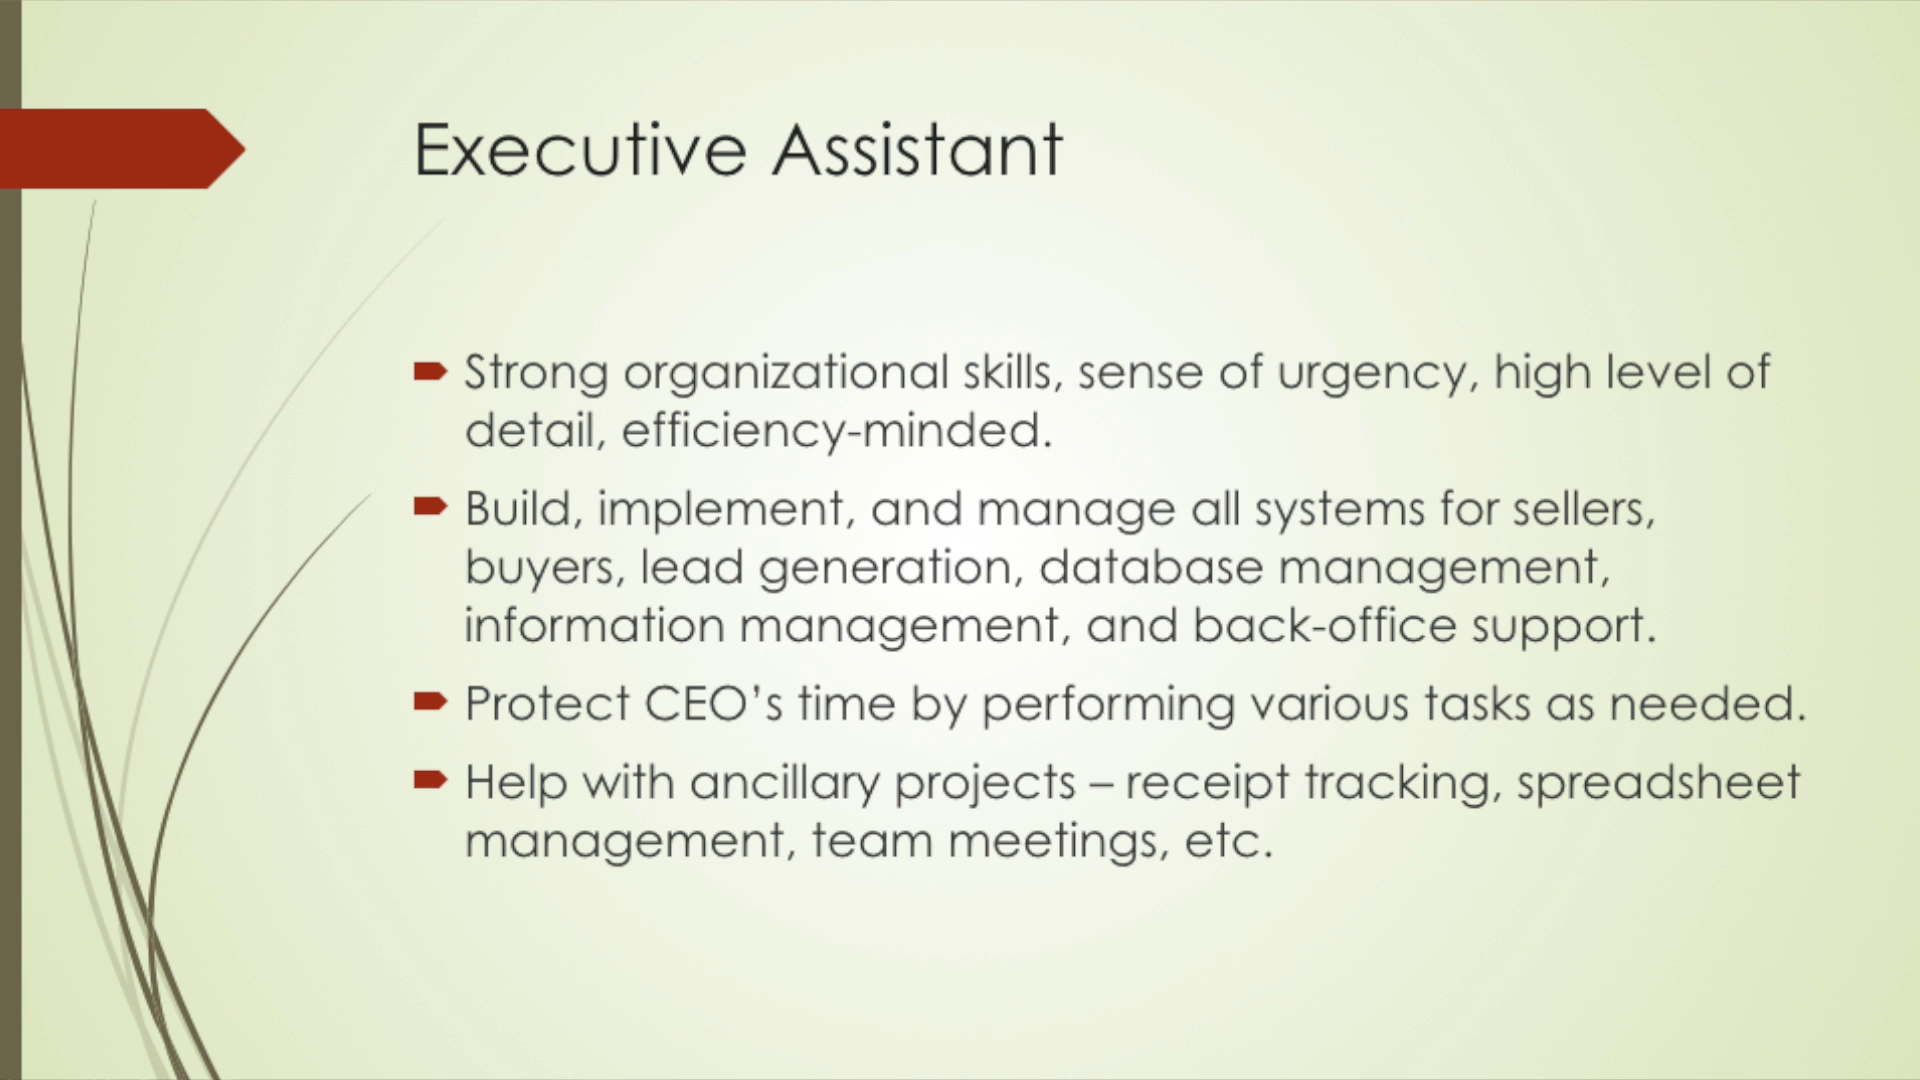 Executive Assistant
Strong organizational skills, sense of urgency, high level of
detail, efficiency-minded.
Build, implement, and manage all systems for sellers,
buyers, lead generation, database management,
information management, and back-office support.
Protect CEO’s time by performing various tasks as needed.
Help with ancillary projects – receipt tracking, spreadsheet
management, team meetings, etc.